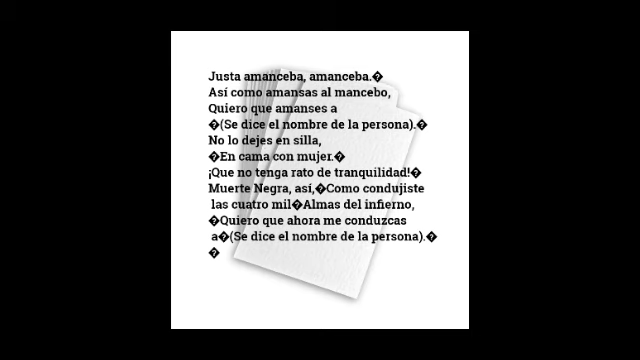 Justa amanceba, amanceba.�
Así como amansas al mancebo,
Quiero que amanses a
�(Se dice el nombre de la persona).�
No lo dejes en silla,
�En cama con mujer.�
¡Que no tenga rato de tranquilidad!�
Muerte Negra, así,�Como condujiste
las cuatro mil�Almas del infierno,
�Quiero que ahora me conduzcas
a�(Se dice el nombre de la persona).�
�